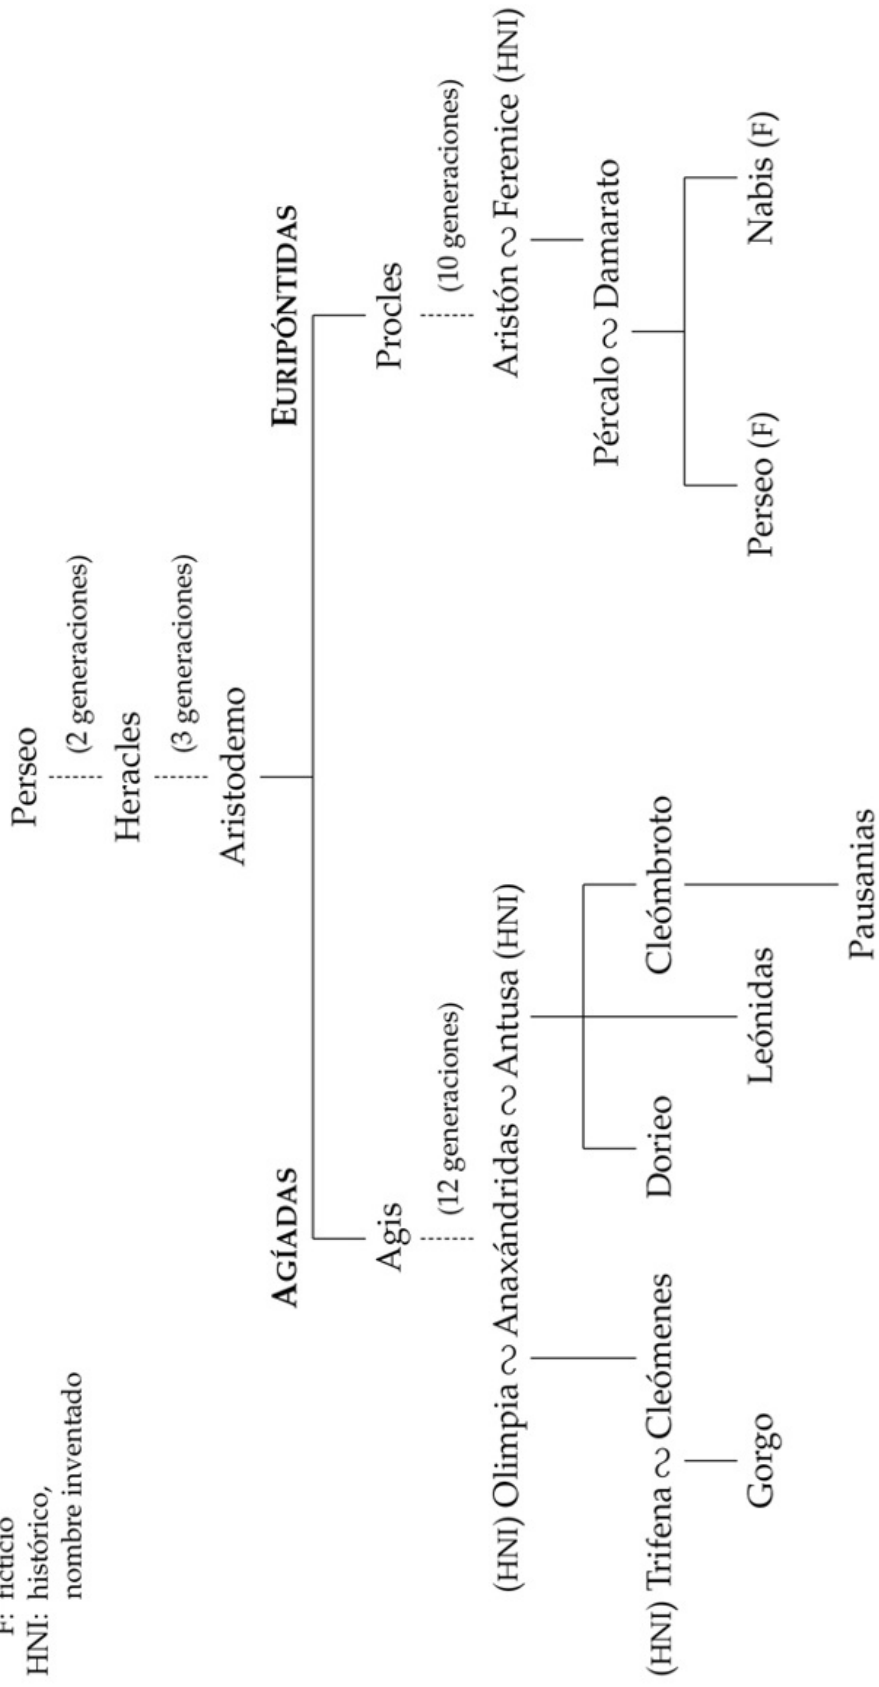 F: ficticio
HNI: histórico,
nombre inventado
Perseo
(2 generaciones)
Heracles
(3 generaciones)
Aristodemo
AGÍADAS
EURIPÓNTIDAS
Agis
Procles
(12 generaciones)
(10 generaciones)
(HNI) Olimpia ∾ Anaxándridas ∾ Antusa (HNI)
Aristón ∾ Ferenice (HNI)
Pércalo ∾ Damarato
(HNI) Trifena ∾ Cleómenes
Dorieo
Cleómbroto
Gorgo
Leónidas
Perseo (F)
Nabis (F)
Pausanias